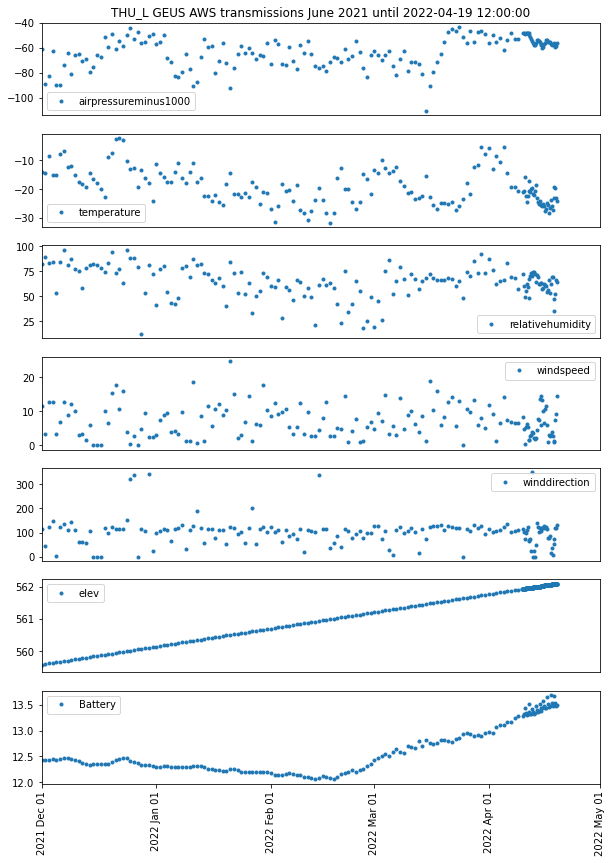 THU_L GEUS AWS transmissions June 2021 until 2022-04-19 12:00:00
−40
−60
−80
−100
airpressureminus1000
−10
−20
−30
temperature
100
75
50
25
relativehumidity
20
10
0
windspeed
300
200
100
0
winddirection
562
561
560
elev
13.5
13.0
12.5
12.0
Battery
2021 Dec 01
2022 Jan 01
2022 Feb 01
2022 Mar 01
2022 Apr 01
2022 May 01